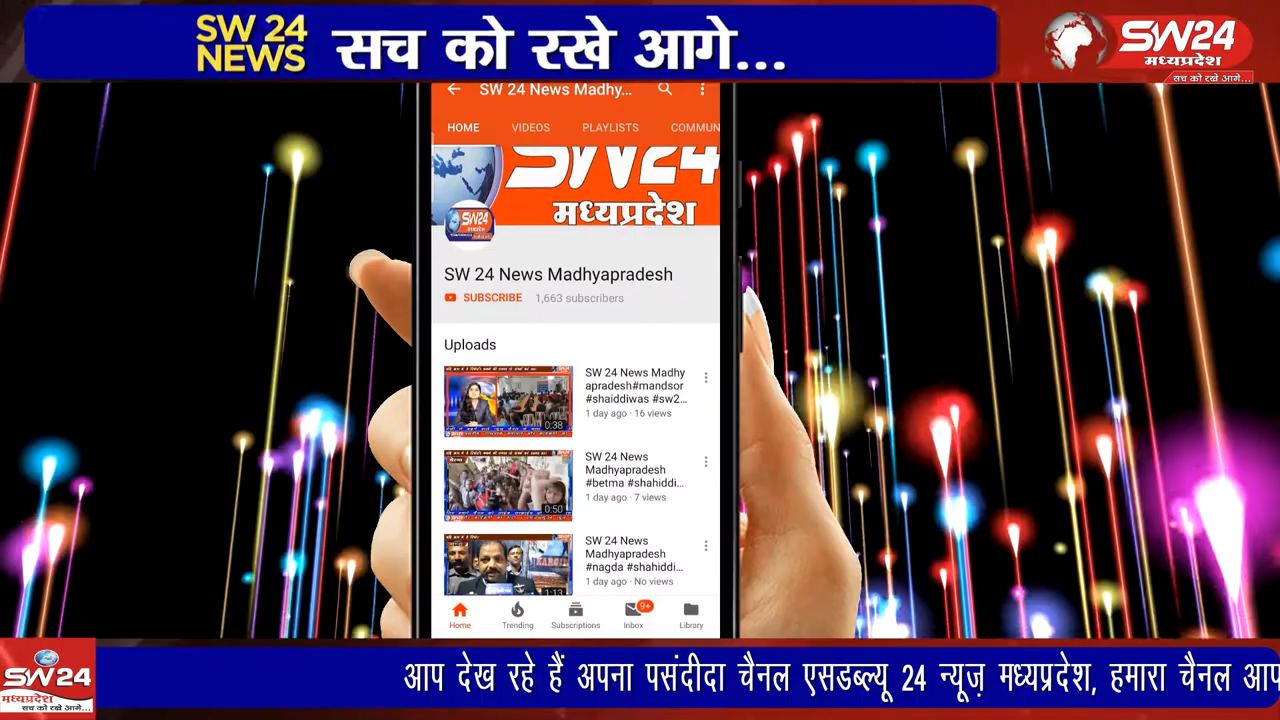 SW 24
NEWS
सच को रखे आगे...
SW24
मध्यप्रदेश
सच को रखे आगे...
SW 24 News Madhy...
HOME VIDEOS PLAYLISTS COMMUN
SW24
मध्यप्रदेश
SW24
SW 24 News Madhyapradesh
SUBSCRIBE 1,663 subscribers
Uploads
SW 24 News Madhy
apradesh#mandsor
#shaiddiwas #sw2...
1 day ago · 16 views
0:38
SW 24 News
Madhyapradesh
#betma #shahiddi...
1 day ago · 7 views
0:50
SW 24 News
Madhyapradesh
#nagda #shahiddi...
1 day ago · No views
1:13
9+
Home Trending Subscriptions Inbox Library
SW24
मध्यप्रदेश
सच को रखे आगे...
आप देख रहे हैं अपना पसंदीदा चैनल एसडब्ल्यू 24 न्यूज़ मध्यप्रदेश, हमारा चैनल आप